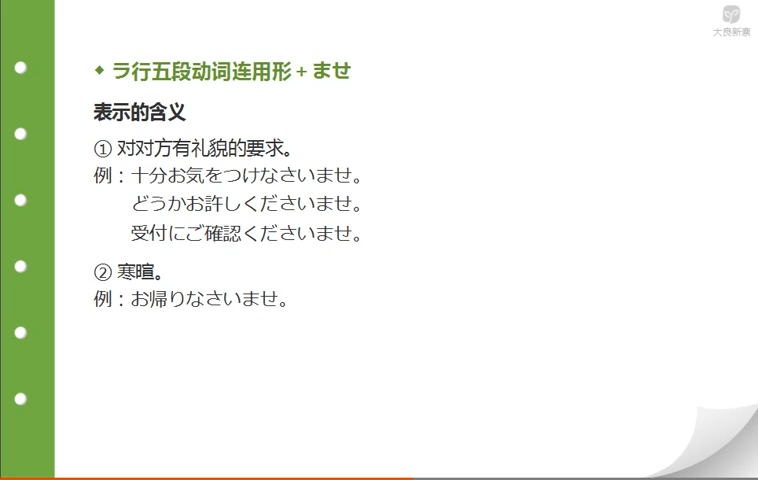 大良新寨
◆ ラ行五段动词连用形 + ませ
表示的含义
① 对对方有礼貌的要求。
例：十分お気をつけなさいませ。
どうかお許しくださいませ。
受付にご確認くださいませ。
② 寒暄。
例：お帰りなさいませ。